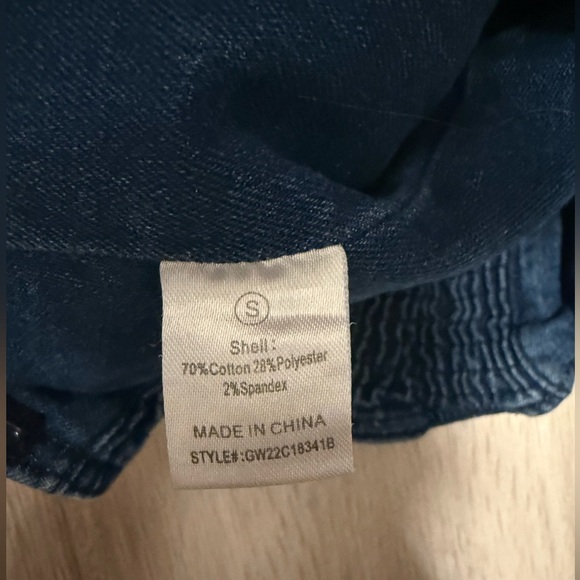 S
Shell :
70%Cotton 28%Polyester
2%Spandex
MADE IN CHINA
STYLE#:GW22C18341B